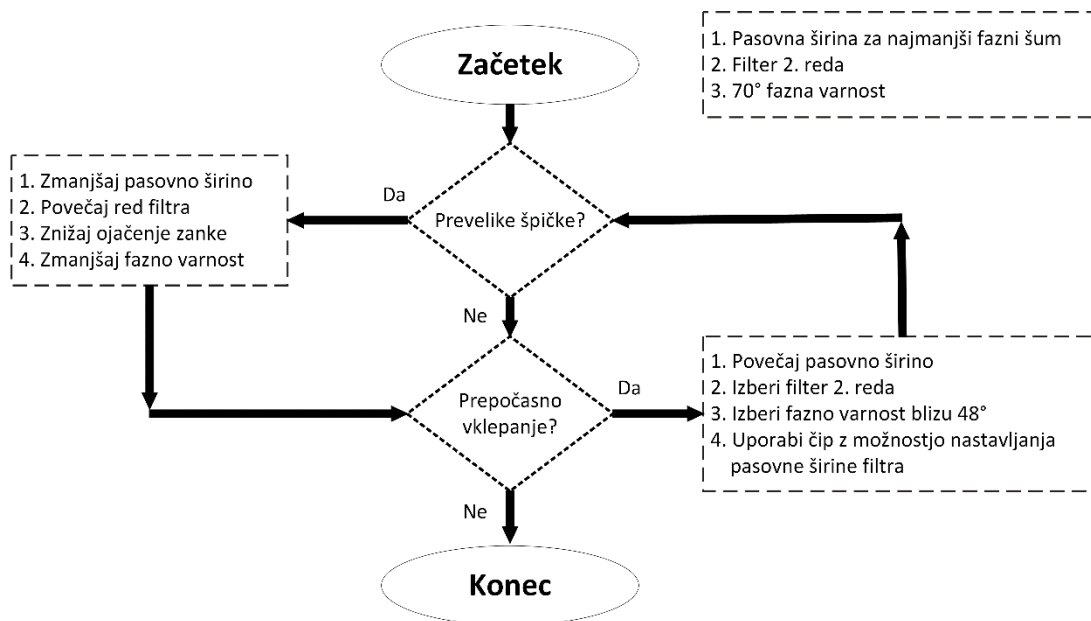 Začetek
1. Pasovna širina za najmanjši fazni šum
2. Filter 2. reda
3. 70° fazna varnost
Prevelike špičke?
Da
1. Zmanjšaj pasovno širino
2. Povečaj red filtra
3. Znižaj ojačenje zanke
4. Zmanjšaj fazno varnost
Ne
Prepočasno
vklepanje?
Da
1. Povečaj pasovno širino
2. Izberi filter 2. reda
3. Izberi fazno varnost blizu 48°
4. Uporabi čip z možnostjo nastavljanja
pasovne širine filtra
Ne
Konec